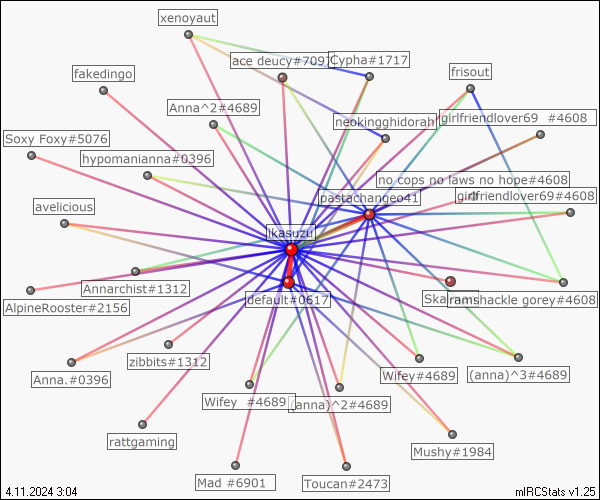 xenoyaut
ace deucy#7097
Cypha#1717
fakedingo
frisout
Anna^2#4689
neokingghidorah
girlfriendlover69 #4608
Soxy Foxy#5076
hypomanianna#0396
no cops no laws no hope#4608
pastachangeo41
girlfriendlover69#4608
avelicious
ikasuzu
Annarchist#1312
default#0617
Ska
ramshackle gorey#4608
AlpineRooster#2156
zibbits#1312
Anna.#0396
Wifey#4689
(anna)^3#4689
Wifey #4689
(anna)^2#4689
rattgaming
Mushy#1984
Mad #6901
Toucan#2473
4.11.2024 3:04
mIRCStats v1.25